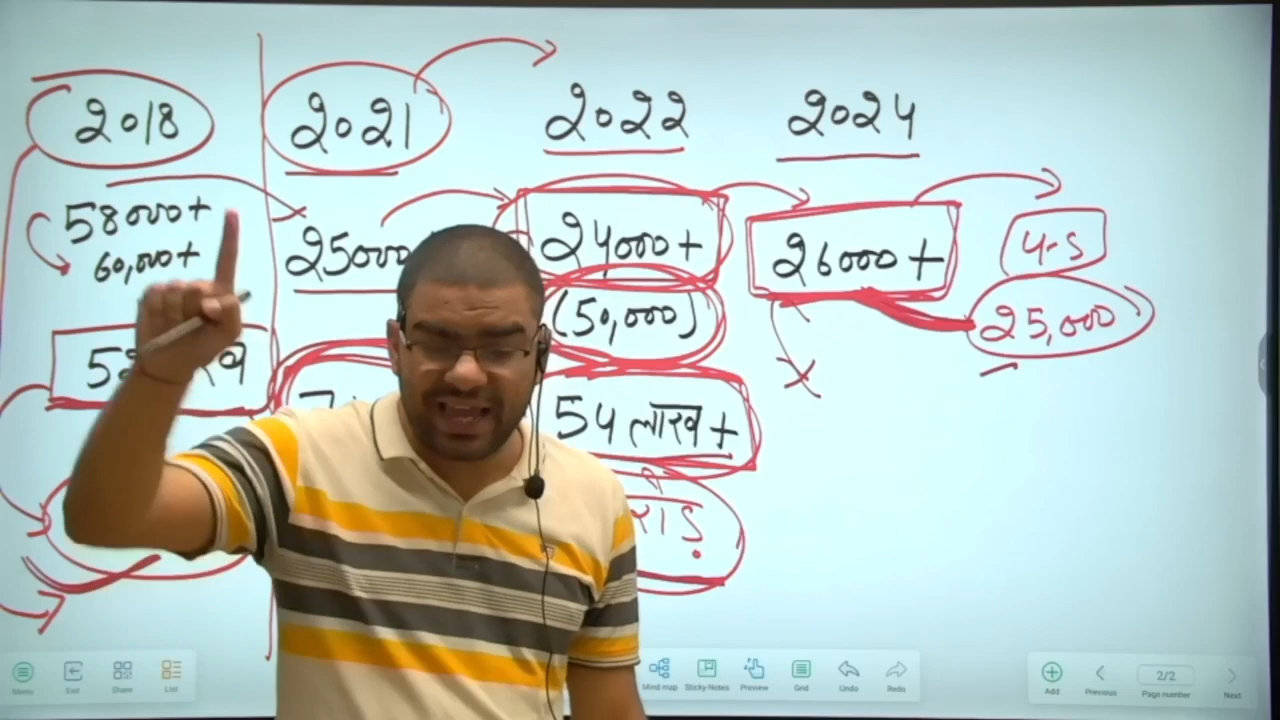 2018 2021 2022 2024
58000+ 25000 24000+ 26000+ 4-5
60,000+ (50,000) 25,000
54 लाख+
Menu Exit Share List Mind map Sticky-Notes Preview Grid Undo Redo Add Previous 2/2 Page number Next